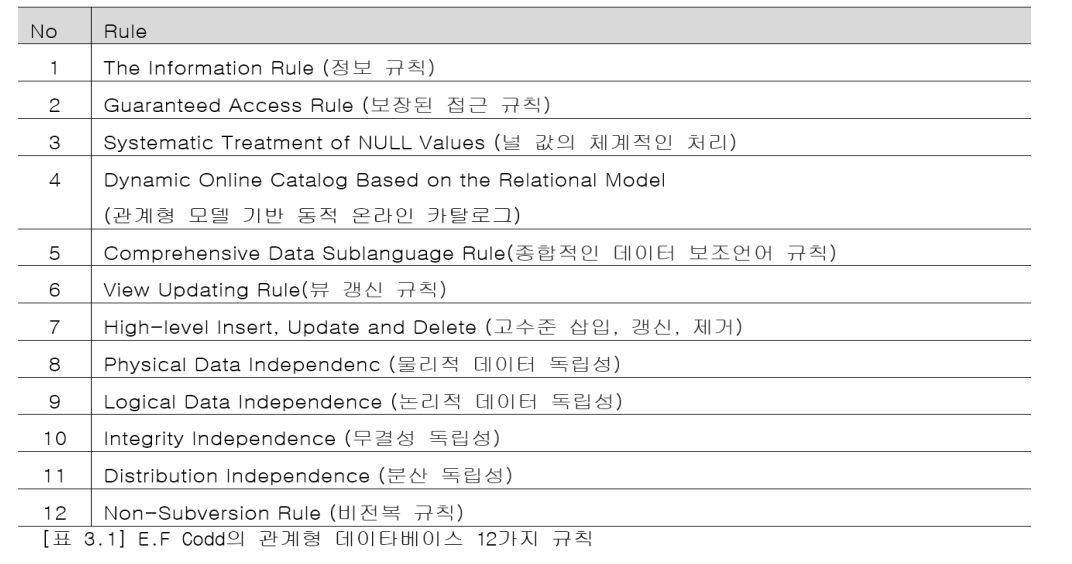 No Rule
1 The Information Rule (정보 규칙)
2 Guaranteed Access Rule (보장된 접근 규칙)
3 Systematic Treatment of NULL Values (널 값의 체계적인 처리)
4 Dynamic Online Catalog Based on the Relational Model
(관계형 모델 기반 동적 온라인 카탈로그)
5 Comprehensive Data Sublanguage Rule(종합적인 데이터 보조언어 규칙)
6 View Updating Rule(뷰 갱신 규칙)
7 High-level Insert, Update and Delete (고수준 삽입, 갱신, 제거)
8 Physical Data Independenc (물리적 데이터 독립성)
9 Logical Data Independence (논리적 데이터 독립성)
10 Integrity Independence (무결성 독립성)
11 Distribution Independence (분산 독립성)
12 Non-Subversion Rule (비전복 규칙)
[표 3.1] E.F Codd의 관계형 데이타베이스 12가지 규칙